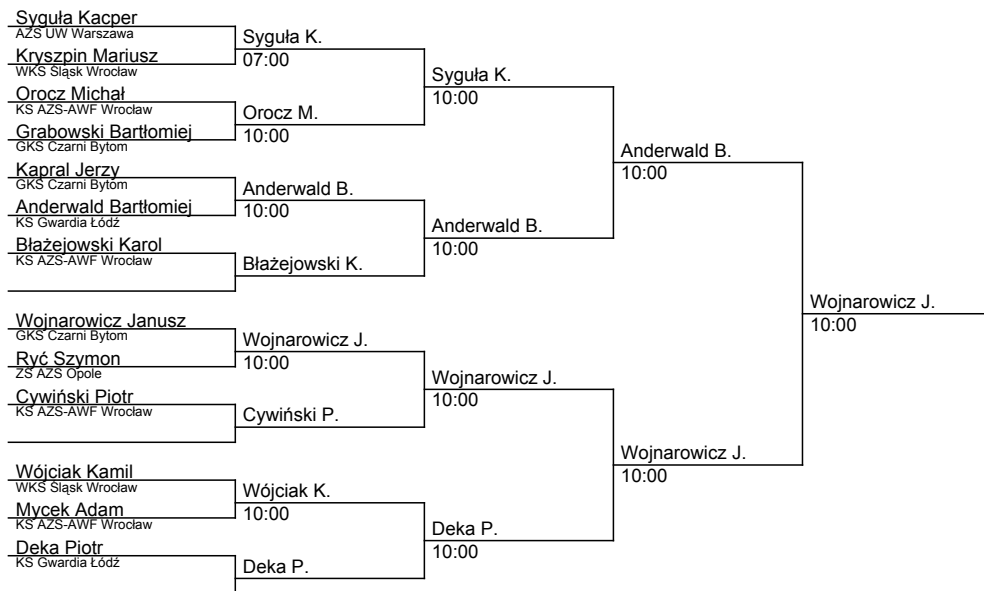 Syguła Kacper
AZS UW Warszawa
Kryszpin Mariusz
WKS Śląsk Wrocław
Orocz Michał
KS AZS-AWF Wrocław
Grabowski Bartłomiej
GKS Czarni Bytom
Kapral Jerzy
GKS Czarni Bytom
Anderwald Bartłomiej
KS Gwardia Łódź
Błażejowski Karol
KS AZS-AWF Wrocław
Wojnarowicz Janusz
GKS Czarni Bytom
Ryć Szymon
ZS AZS Opole
Cywiński Piotr
KS AZS-AWF Wrocław
Wójciak Kamil
WKS Śląsk Wrocław
Mycek Adam
KS AZS-AWF Wrocław
Deka Piotr
KS Gwardia Łódź
Syguła K.
07:00
Orocz M.
10:00
Anderwald B.
10:00
Błażejowski K.
Wojnarowicz J.
10:00
Cywiński P.
Wójciak K.
10:00
Deka P.
Syguła K.
10:00
Anderwald B.
10:00
Wojnarowicz J.
10:00
Deka P.
10:00
Anderwald B.
10:00
Wojnarowicz J.
10:00
Wojnarowicz J.
10:00